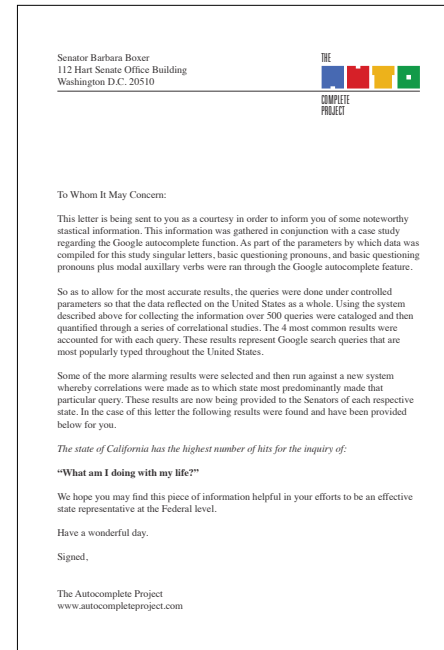 Senator Barbara Boxer
112 Hart Senate Office Building
Washington D.C. 20510
THE
AUTO
COMPLETE
PROJECT
To Whom It May Concern:
This letter is being sent to you as a courtesy in order to inform you of some noteworthy
stastical information. This information was gathered in conjunction with a case study
regarding the Google autocomplete function. As part of the parameters by which data was
compiled for this study singular letters, basic questioning pronouns, and basic questioning
pronouns plus modal auxillary verbs were ran through the Google autocomplete feature.
So as to allow for the most accurate results, the queries were done under controlled
parameters so that the data reflected on the United States as a whole. Using the system
described above for collecting the information over 500 queries were cataloged and then
quantified through a series of correlational studies. The 4 most common results were
accounted for with each query. These results represent Google search queries that are
most popularly typed throughout the United States.
Some of the more alarming results were selected and then run against a new system
whereby correlations were made as to which state most predominantly made that
particular query. These results are now being provided to the Senators of each respective
state. In the case of this letter the following results were found and have been provided
below for you.
The state of California has the highest number of hits for the inquiry of:
“What am I doing with my life?”
We hope you may find this piece of information helpful in your efforts to be an effective
state representative at the Federal level.
Have a wonderful day.
Signed,
The Autocomplete Project
www.autocompleteproject.com